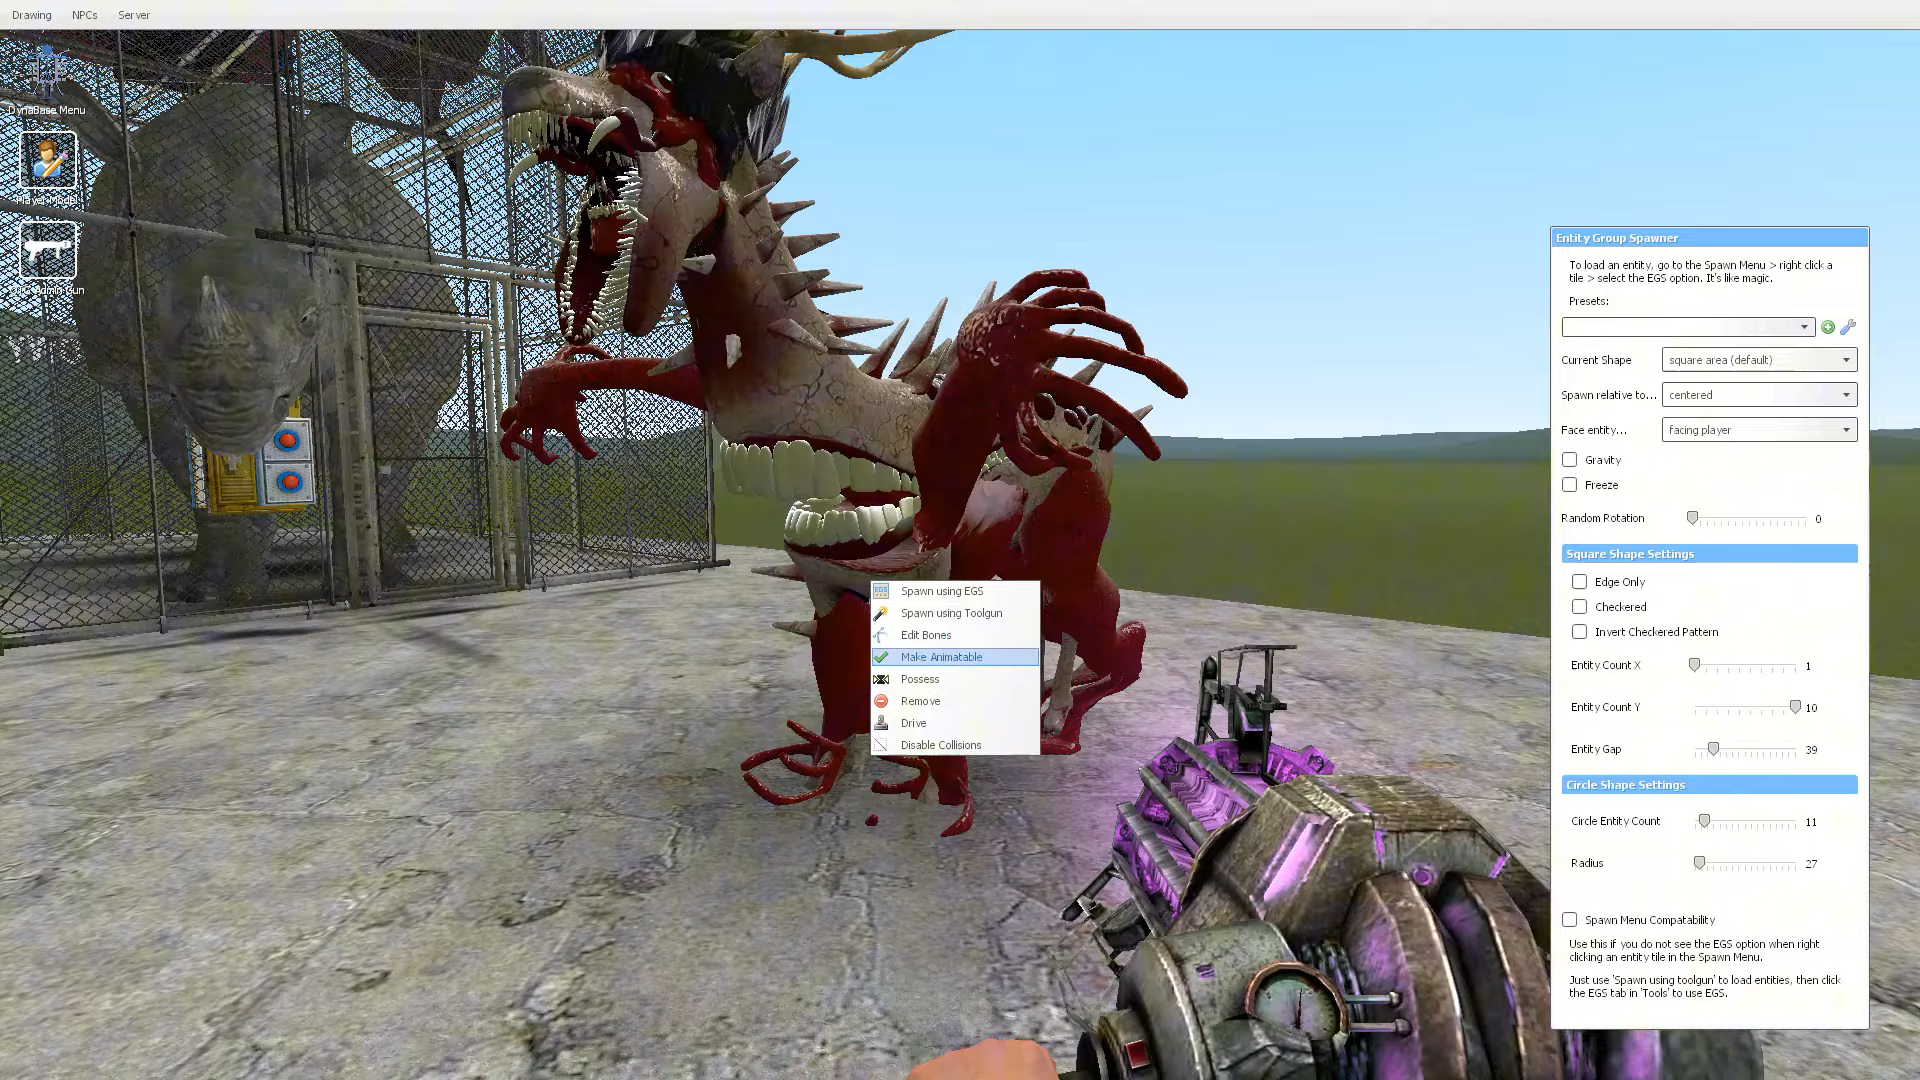 Drawing NPCs Server
DynaBase Menu
Player Model
Admin Gun
Spawn using EGS
Spawn using Toolgun
Edit Bones
Make Animatable
Possess
Remove
Drive
Disable Collisions
Entity Group Spawner
To load an entity, go to the Spawn Menu > right click a
tile > select the EGS option. It's like magic.
Presets:
Current Shape square area (default)
Spawn relative to... centered
Face entity... facing player
Gravity
Freeze
Random Rotation 0
Square Shape Settings
Edge Only
Checkered
Invert Checkered Pattern
Entity Count X 1
Entity Count Y 10
Entity Gap 39
Circle Shape Settings
Circle Entity Count 11
Radius 27
Spawn Menu Compatability
Use this if you do not see the EGS option when right
clicking an entity tile in the Spawn Menu.
Just use 'Spawn using toolgun' to load entities, then click
the EGS tab in 'Tools' to use EGS.